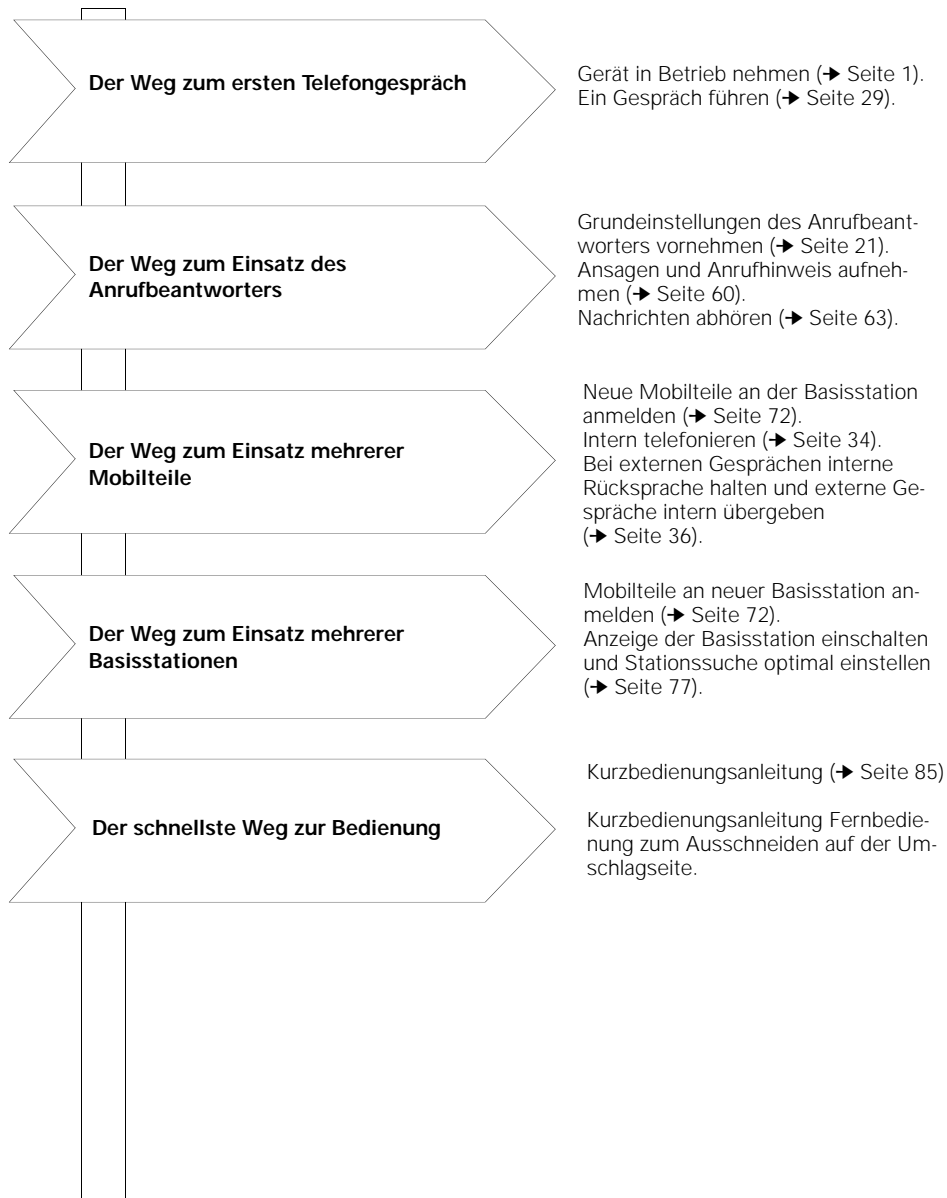 Der Weg zum ersten Telefongespräch
Gerät in Betrieb nehmen (➔ Seite 1).
Ein Gespräch führen (➔ Seite 29).
Der Weg zum Einsatz des
Anrufbeantworters
Grundeinstellungen des Anrufbeant-
worters vornehmen (➔ Seite 21).
Ansagen und Anrufhinweis aufneh-
men (➔ Seite 60).
Nachrichten abhören (➔ Seite 63).
Der Weg zum Einsatz mehrerer
Mobilteile
Neue Mobilteile an der Basisstation
anmelden (➔ Seite 72).
Intern telefonieren (➔ Seite 34).
Bei externen Gesprächen interne
Rücksprache halten und externe Ge-
spräche intern übergeben
(➔ Seite 36).
Der Weg zum Einsatz mehrerer
Basisstationen
Mobilteile an neuer Basisstation an-
melden (➔ Seite 72).
Anzeige der Basisstation einschalten
und Stationssuche optimal einstellen
(➔ Seite 77).
Der schnellste Weg zur Bedienung
Kurzbedienungsanleitung (➔ Seite 85)
Kurzbedienungsanleitung Fernbedie-
nung zum Ausschneiden auf der Um-
schlagseite.